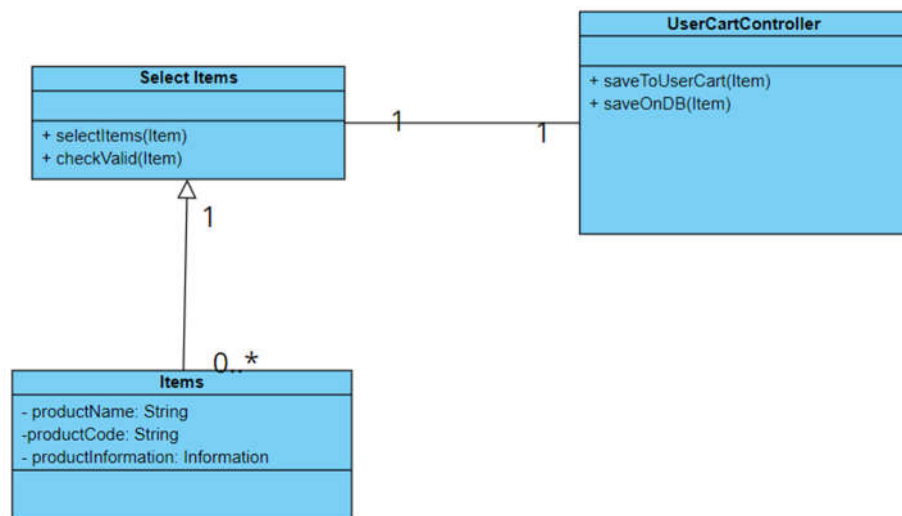 UserCartController
+ saveToUserCart(Item)
+ saveOnDB(Item)
Select Items
+ selectItems(Item)
+ checkValid(Item)
1
1
1
0..*
Items
- productName: String
-productCode: String
- productInformation: Information